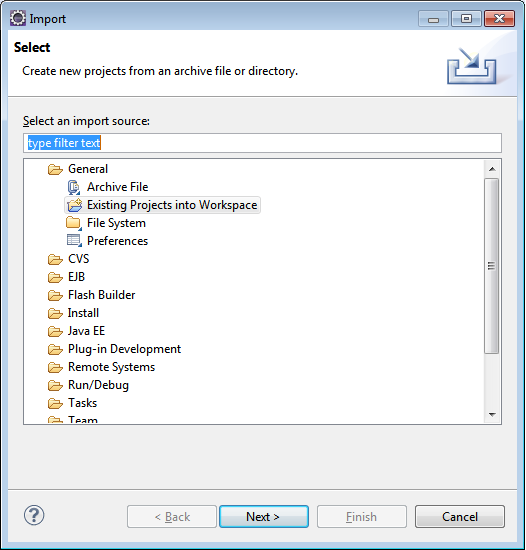 Import
Select
Create new projects from an archive file or directory.
Select an import source:
type filter text
General
Archive File
Existing Projects into Workspace
File System
Preferences
CVS
EJB
Flash Builder
Install
Java EE
Plug-in Development
Remote Systems
Run/Debug
Tasks
Team
?
< Back
Next >
Finish
Cancel